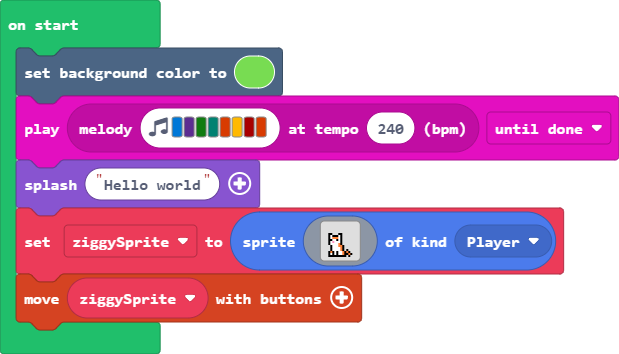 on start
set background color to
play melody at tempo 240 (bpm) until done
splash "Hello world"
set ziggySprite to sprite of kind Player
move ziggySprite with buttons